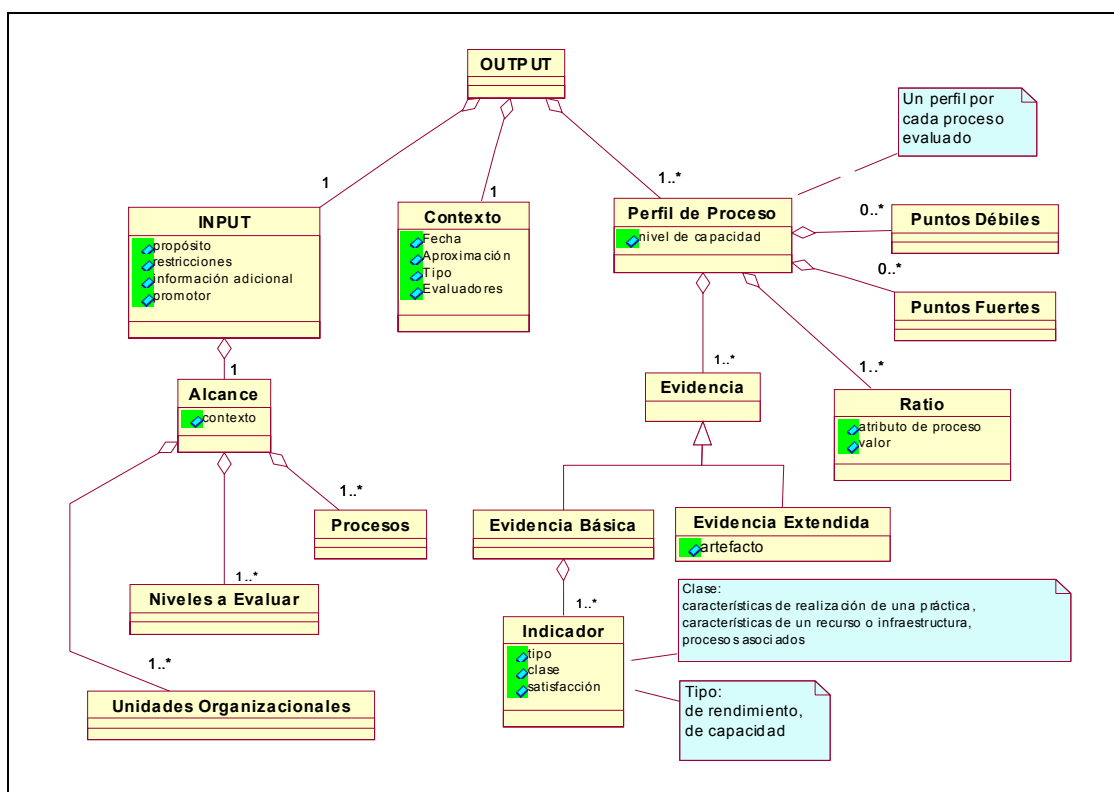 OUTPUT
Un perfil por
cada proceso
evaluado
1
1
1..*
INPUT
propósito
restricciones
información adicional
promotor
Contexto
Fecha
Aproximación
Tipo
Evaluadores
Perfil de Proceso
nivel de capacidad
0..*
Puntos Débiles
0..*
Puntos Fuertes
1
1..*
1..*
Alcance
contexto
Evidencia
Ratio
atributo de proceso
valor
1..*
Procesos
Evidencia Básica
Evidencia Extendida
artefacto
1..*
Niveles a Evaluar
1..*
Indicador
tipo
clase
satisfacción
Clase:
características de realización de una práctica,
características de un recurso o infraestructura,
procesos asociados
1..*
Unidades Organizacionales
Tipo:
de rendimiento,
de capacidad